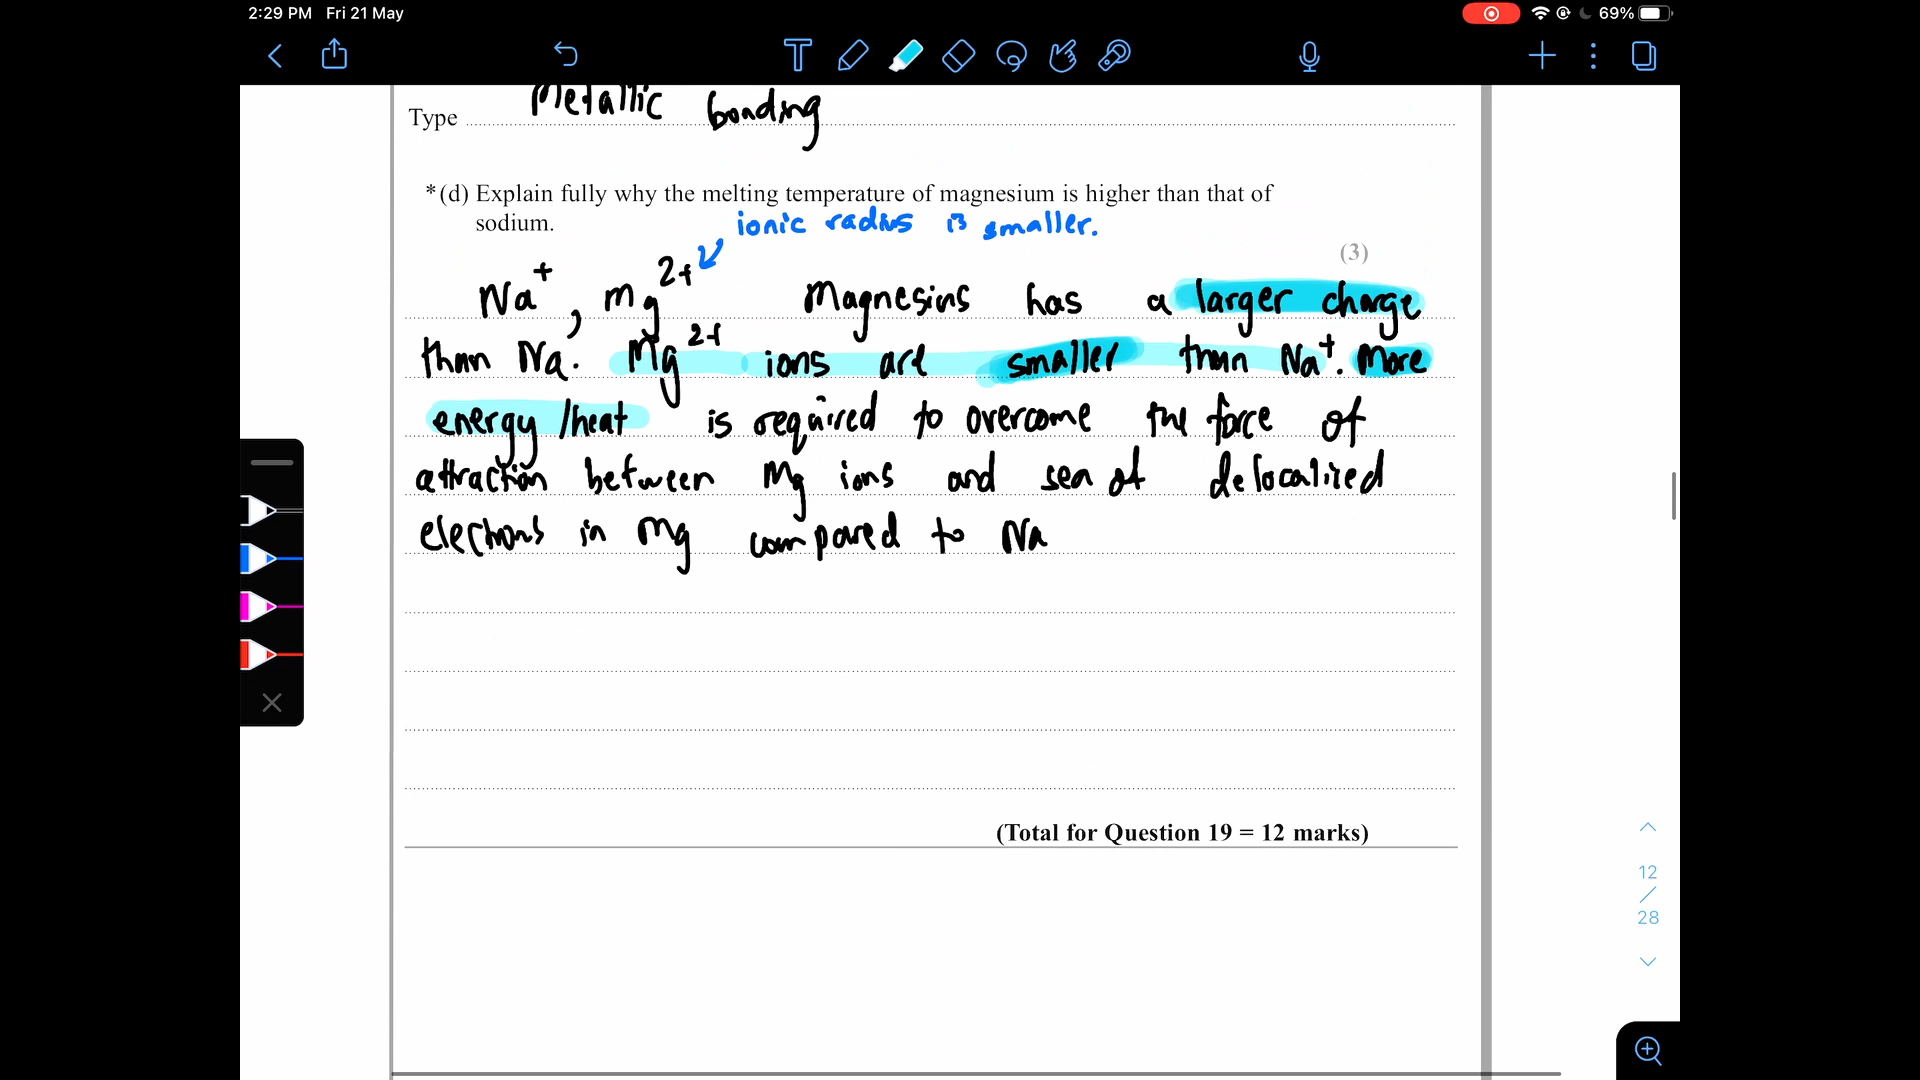 2:29 PM Fri 21 May
69%
Metallic bonding
Type
*(d) Explain fully why the melting temperature of magnesium is higher than that of
sodium.
ionic radius is smaller.
(3)
Na+, Mg2+ Magnesius has a larger charge
than Na. Mg2+ ions are smaller than Na+. More
energy/heat is required to overcome the force of
attraction between Mg ions and sea of delocalised
electrons in Mg compared to Na
(Total for Question 19 = 12 marks)
12
/
28